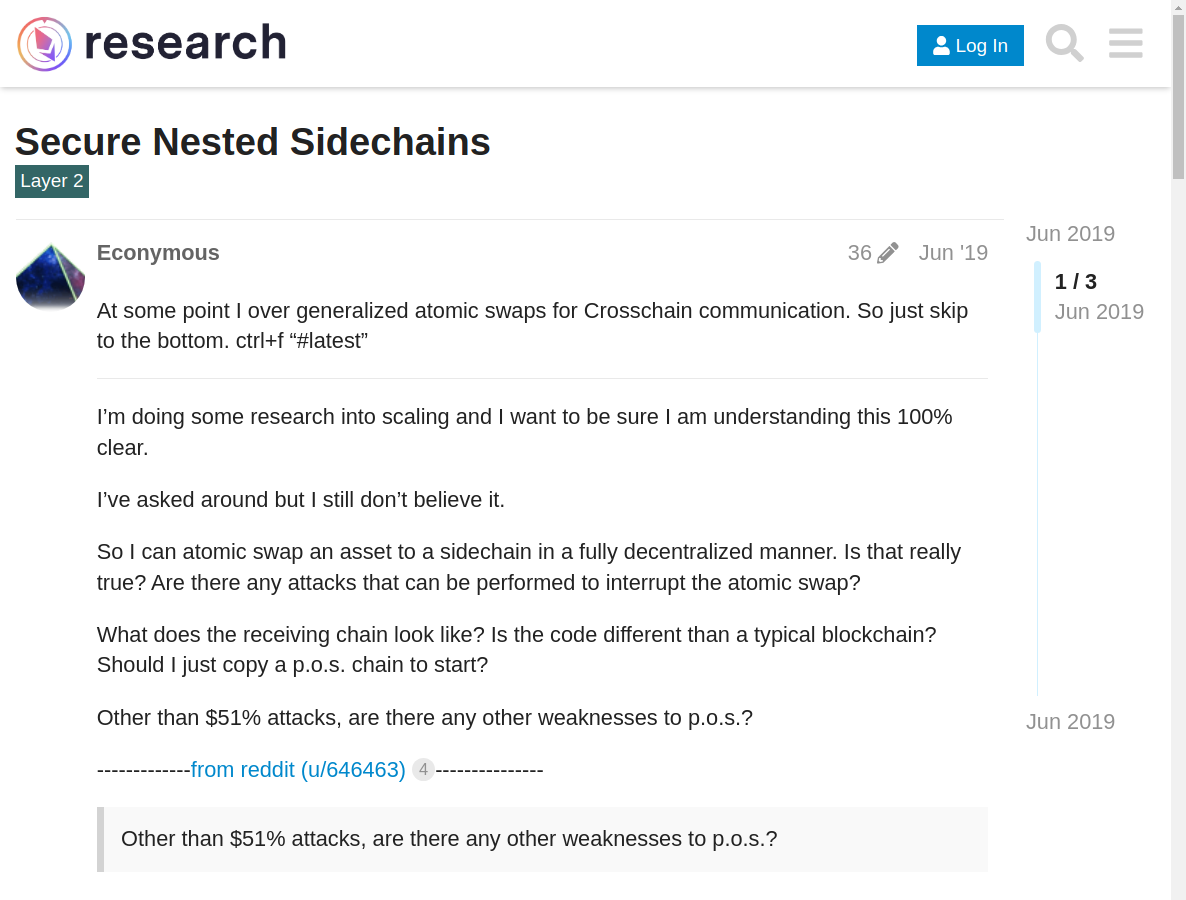 research
Log In
Secure Nested Sidechains
Layer 2
Econymous
36
Jun '19
Jun 2019
1 / 3
Jun 2019
At some point I over generalized atomic swaps for Crosschain communication. So just skip
to the bottom. ctrl+f “#latest”
I’m doing some research into scaling and I want to be sure I am understanding this 100%
clear.
I’ve asked around but I still don’t believe it.
So I can atomic swap an asset to a sidechain in a fully decentralized manner. Is that really
true? Are there any attacks that can be performed to interrupt the atomic swap?
What does the receiving chain look like? Is the code different than a typical blockchain?
Should I just copy a p.o.s. chain to start?
Other than $51% attacks, are there any other weaknesses to p.o.s.?
Jun 2019
-------------from reddit (u/646463) 4---------------
Other than $51% attacks, are there any other weaknesses to p.o.s.?